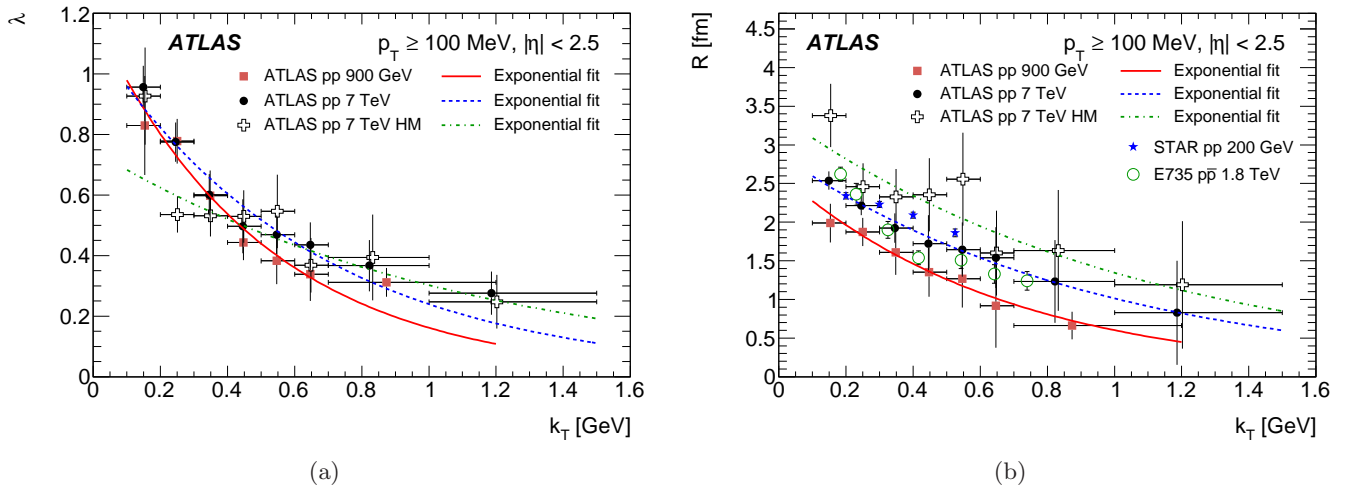 λ
ATLAS
p_T ≥ 100 MeV, |η| < 2.5
ATLAS pp 900 GeV
Exponential fit
ATLAS pp 7 TeV
Exponential fit
ATLAS pp 7 TeV HM
Exponential fit
1
0.8
0.6
0.4
0.2
0
0 0.2 0.4 0.6 0.8 1 1.2 1.4 1.6
k_T [GeV]
(a)
R [fm]
ATLAS
p_T ≥ 100 MeV, |η| < 2.5
ATLAS pp 900 GeV
Exponential fit
ATLAS pp 7 TeV
Exponential fit
ATLAS pp 7 TeV HM
Exponential fit
STAR pp 200 GeV
E735 pp̅ 1.8 TeV
4.5
4
3.5
3
2.5
2
1.5
1
0.5
0
0 0.2 0.4 0.6 0.8 1 1.2 1.4 1.6
k_T [GeV]
(b)